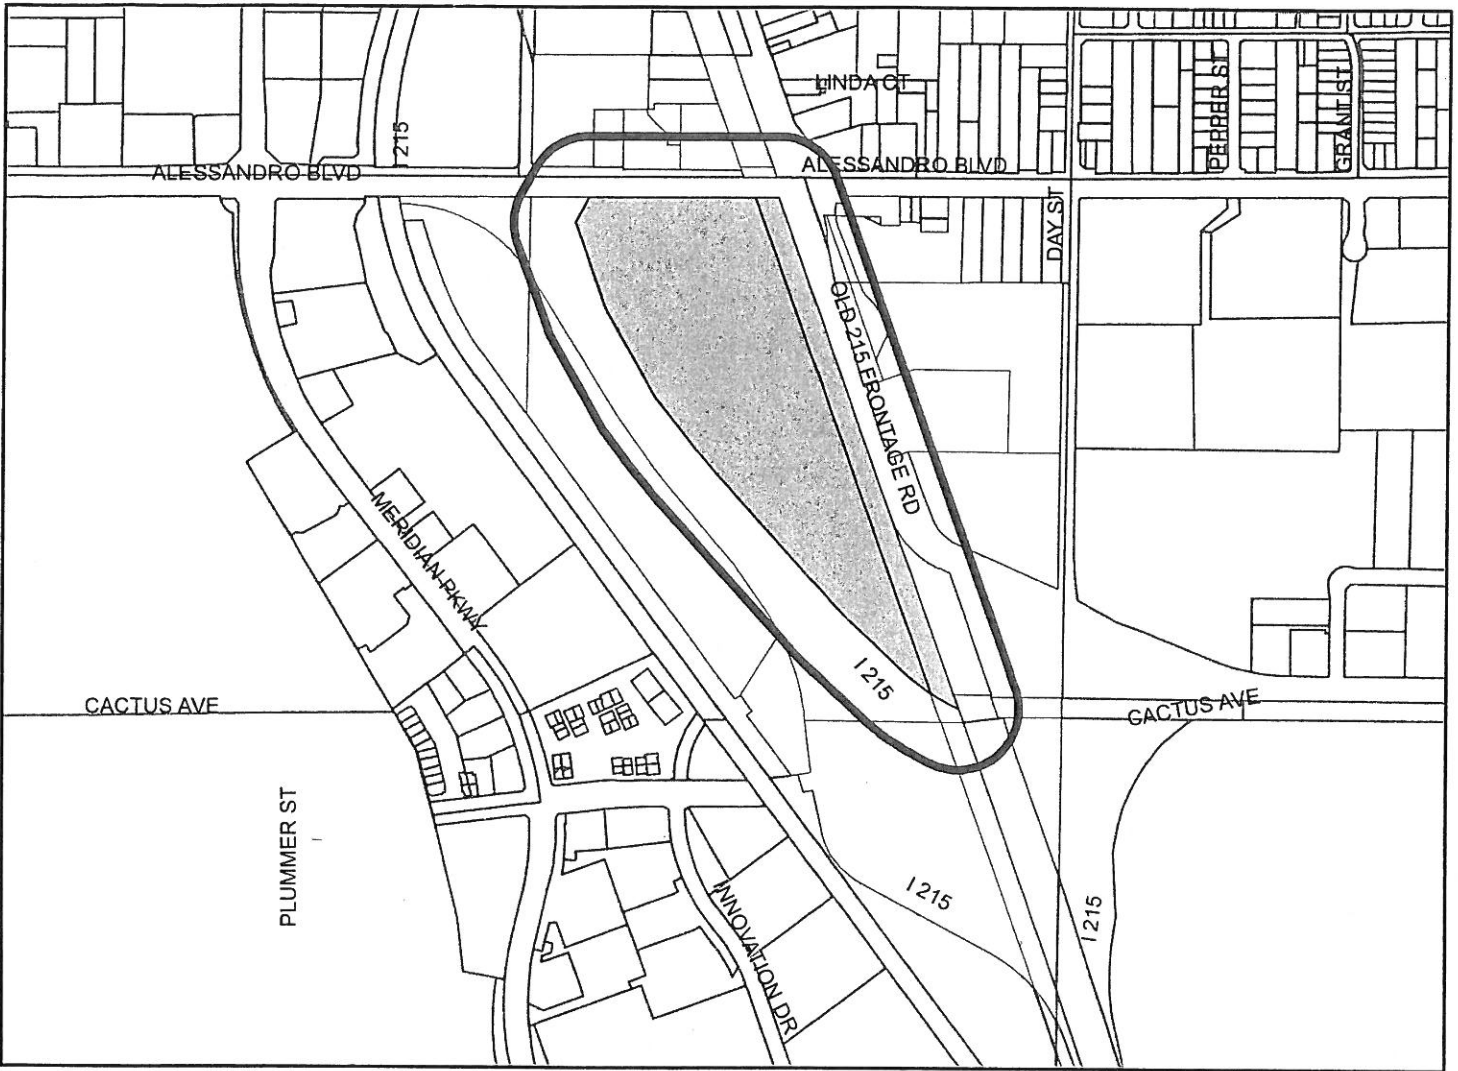 LINDA CT
PEPPER ST
GRANT ST
I 215
ALESSANDRO BLVD
ALESSANDRO BLVD
DAY ST
OLD 215 FRONTAGE RD
MERIDIAN PKWY
I 215
CACTUS AVE
CACTUS AVE
PLUMMER ST
INNOVATION DR
I 215
I 215